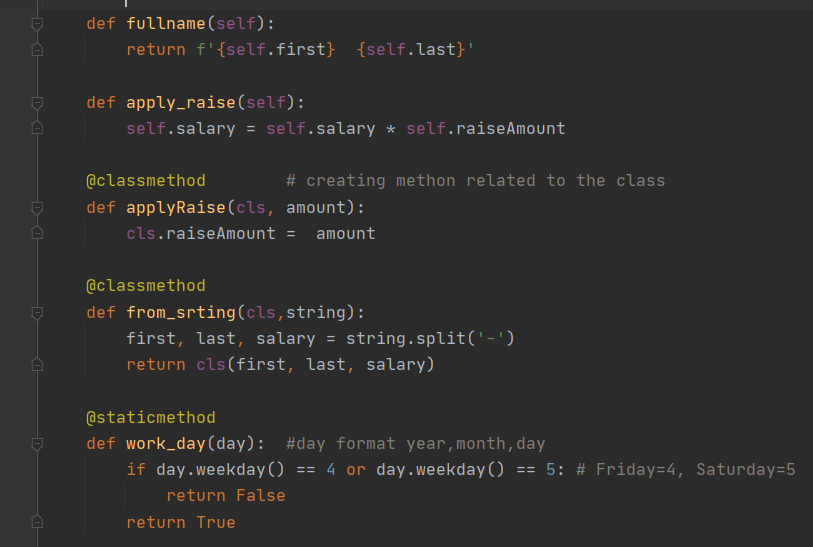 def fullname(self):
return f'{self.first}  {self.last}'
def apply_raise(self):
self.salary = self.salary * self.raiseAmount
@classmethod        # creating methon related to the class
def applyRaise(cls, amount):
cls.raiseAmount =  amount
@classmethod
def from_srting(cls,string):
first, last, salary = string.split('-')
return cls(first, last, salary)
@staticmethod
def work_day(day):  #day format year,month,day
if day.weekday() == 4 or day.weekday() == 5: # Friday=4, Saturday=5
return False
return True